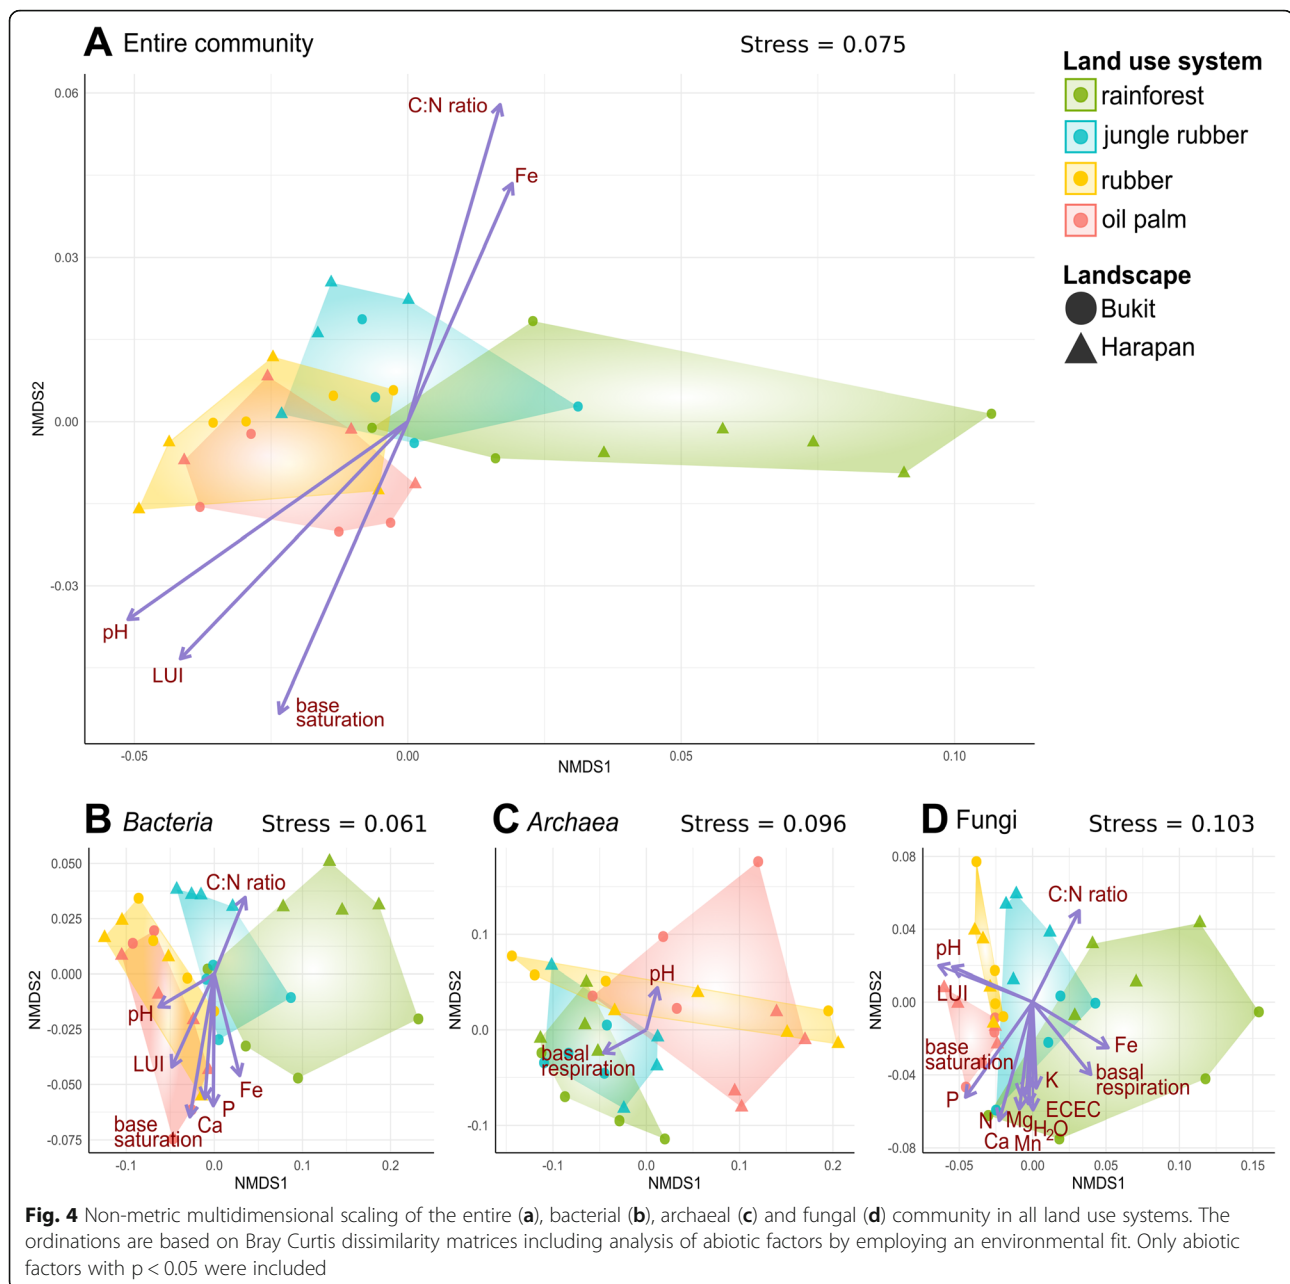 A Entire community
Stress = 0.075
Land use system
rainforest
jungle rubber
rubber
oil palm
Landscape
Bukit
Harapan
0.06
0.03
0.00
-0.03
NMDS2
C:N ratio
Fe
pH
LUI
base
saturation
-0.05
0.00
0.05
0.10
NMDS1
B Bacteria
Stress = 0.061
0.050
0.025
0.000
-0.025
-0.050
-0.075
NMDS2
C:N ratio
pH
LUI
Fe
P
Ca
base
saturation
-0.1
0.0
0.1
0.2
NMDS1
C Archaea
Stress = 0.096
0.1
0.0
-0.1
NMDS2
pH
basal
respiration
-0.1
0.0
0.1
0.2
NMDS1
D Fungi
Stress = 0.103
0.08
0.04
0.00
-0.04
-0.08
NMDS2
C:N ratio
pH
LUI
Fe
base
saturation
basal
respiration
K
P
ECEC
N
Mg
H₂O
Ca
Mn
-0.05
0.00
0.05
0.10
0.15
NMDS1
Fig. 4 Non-metric multidimensional scaling of the entire (a), bacterial (b), archaeal (c) and fungal (d) community in all land use systems. The
ordinations are based on Bray Curtis dissimilarity matrices including analysis of abiotic factors by employing an environmental fit. Only abiotic
factors with p < 0.05 were included